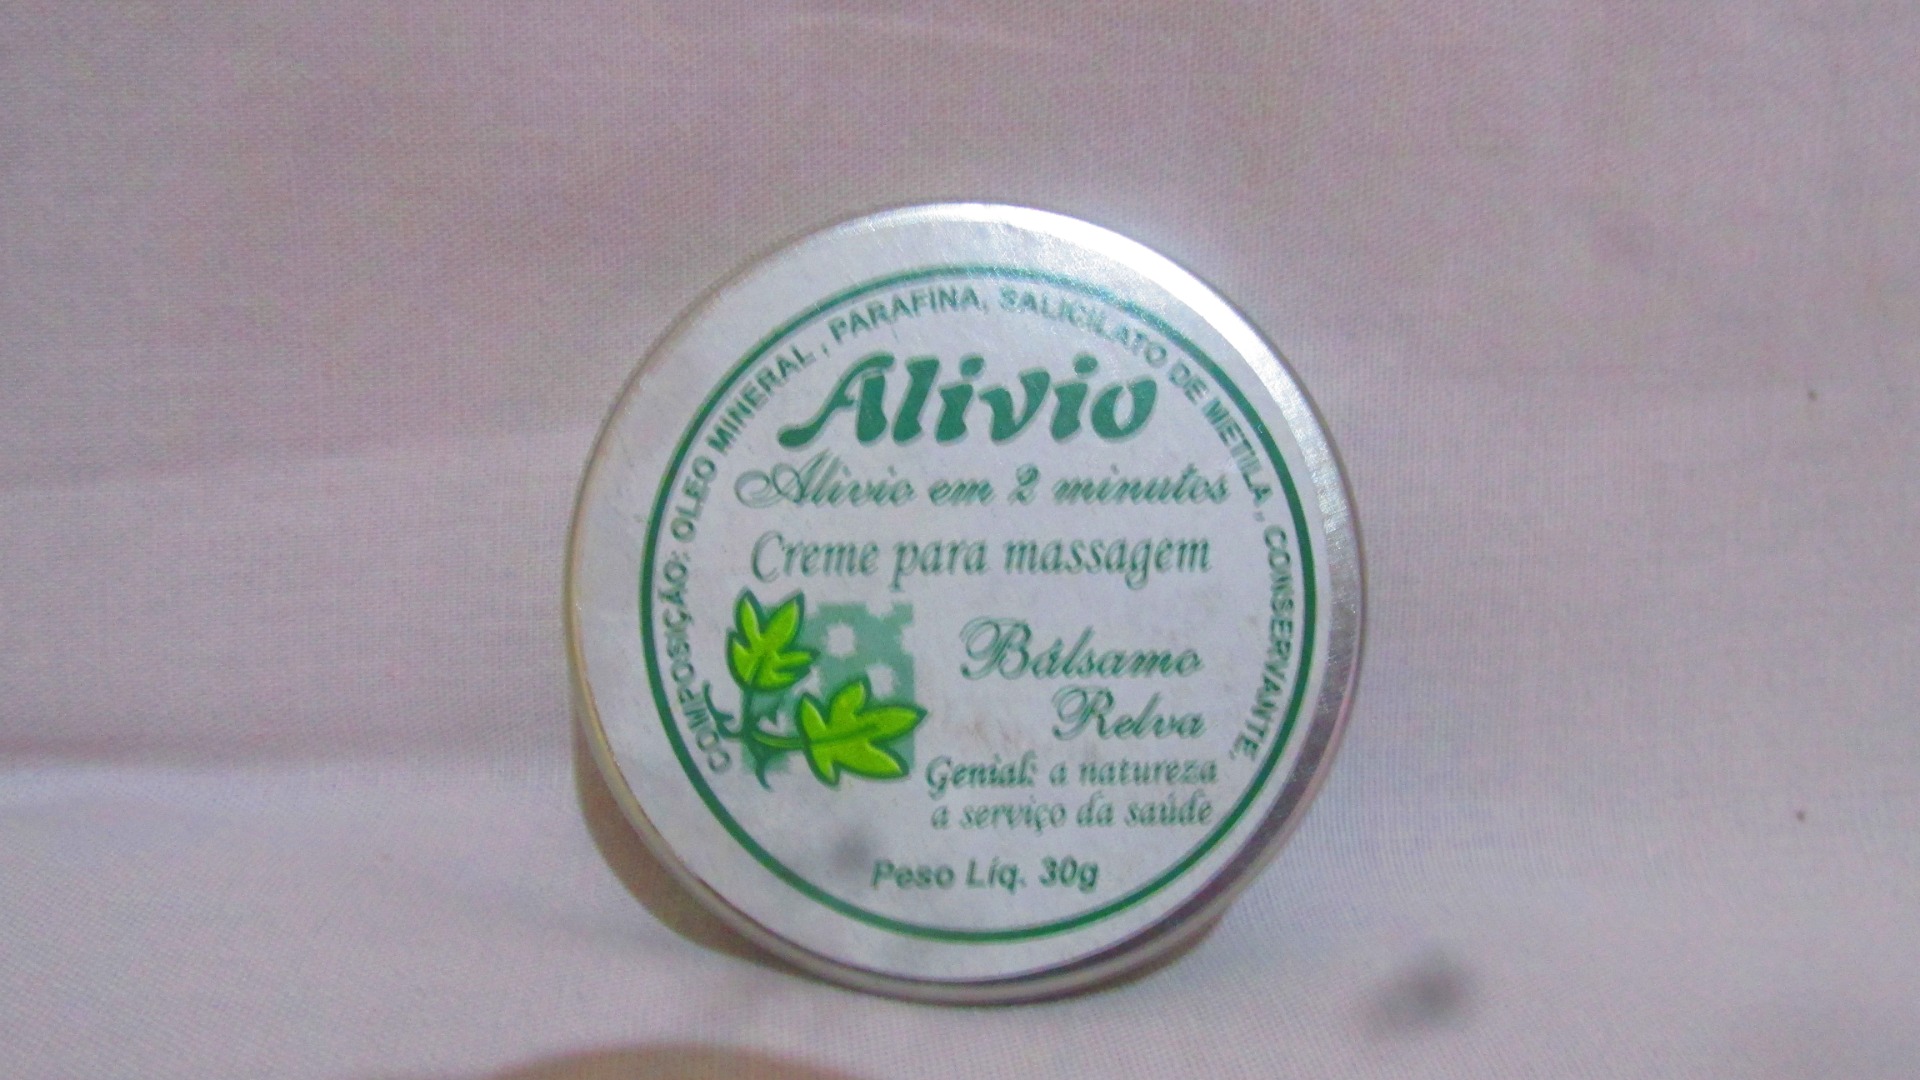 COMPOSIÇÃO: OLEO MINERAL, PARAFINA, SALICILATO DE METILA, CONSERVANTE.
Alivio
Alivio em 2 minutos
Creme para massagem
Bálsamo
Relva
Genial: a natureza
a serviço da saúde
Peso Líq. 30g